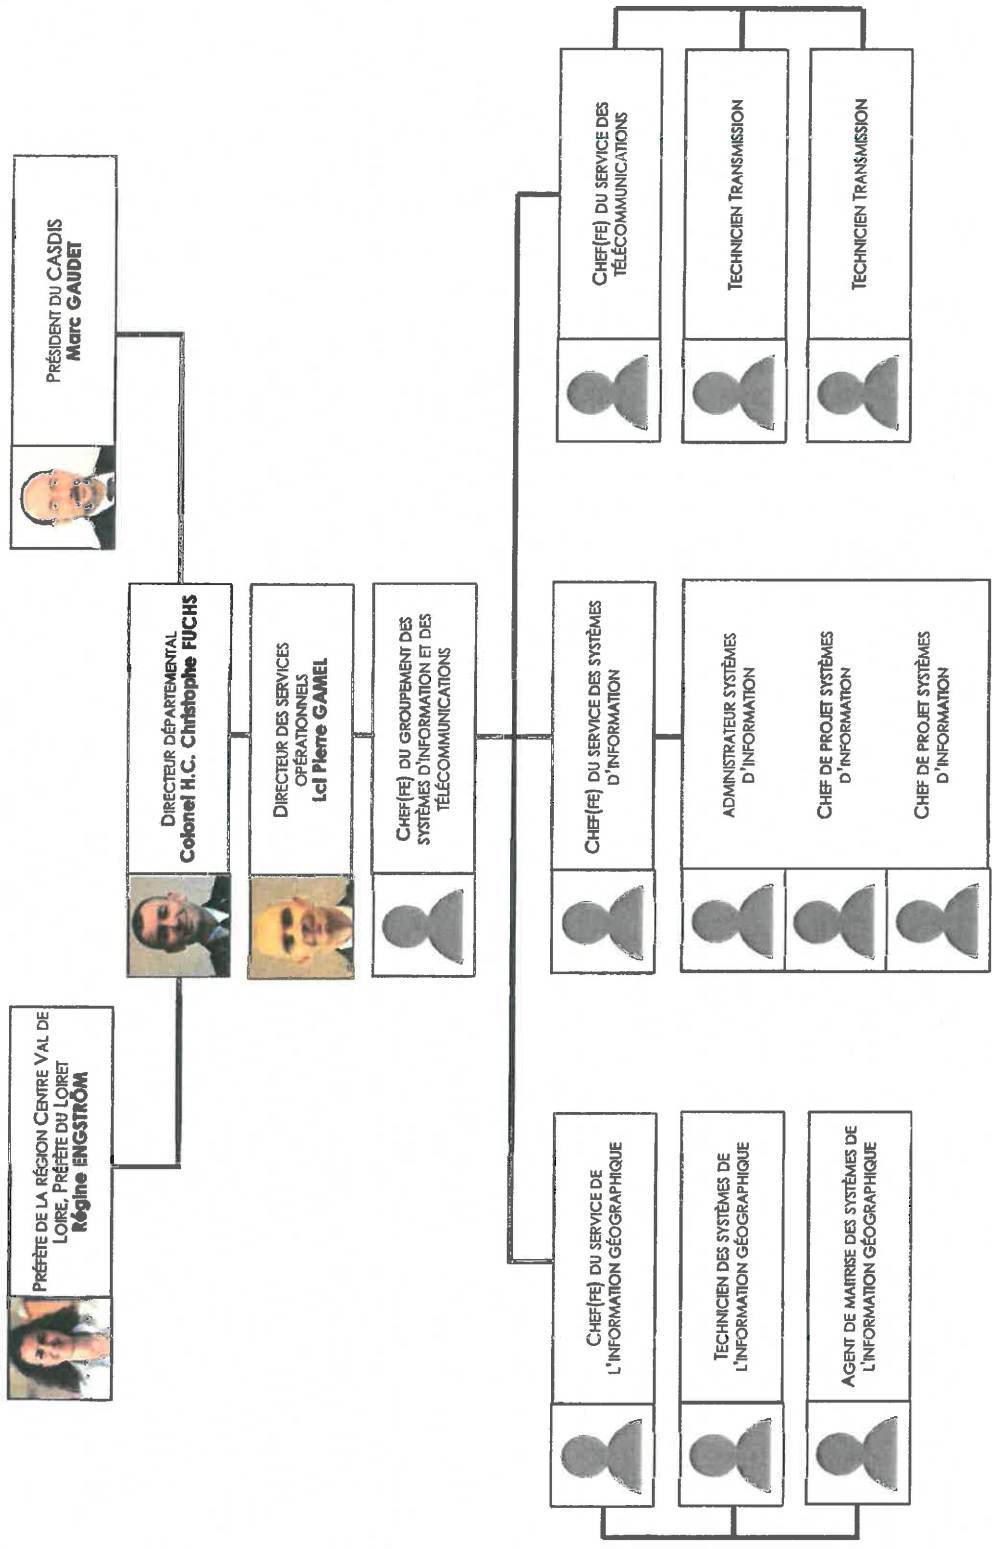 PRÉFÈTE DE LA RÉGION CENTRE VAL DE
LOIRE, PRÉFÈTE DU LOIRET
Régine ENGSTRÖM
PRÉSIDENT DU CASDIS
Marc GAUDET
DIRECTEUR DÉPARTEMENTAL
Colonel H.C. Christophe FUCHS
DIRECTEUR DES SERVICES
OPÉRATIONNELS
Lcl Pierre GAMEL
CHEF(FE) DU GROUPEMENT DES
SYSTÈMES D'INFORMATION ET DES
TÉLÉCOMMUNICATIONS
CHEF(FE) DU SERVICE DE
L'INFORMATION GÉOGRAPHIQUE
TECHNICIEN DES SYSTÈMES DE
L'INFORMATION GÉOGRAPHIQUE
AGENT DE MAITRISE DES SYSTÈMES DE
L'INFORMATION GÉOGRAPHIQUE
CHEF(FE) DU SERVICE DES SYSTÈMES
D'INFORMATION
ADMINISTRATEUR SYSTÈMES
D'INFORMATION
CHEF DE PROJET SYSTÈMES
D'INFORMATION
CHEF DE PROJET SYSTÈMES
D'INFORMATION
CHEF(FE) DU SERVICE DES
TÉLÉCOMMUNICATIONS
TECHNICIEN TRANSMISSION
TECHNICIEN TRANSMISSION